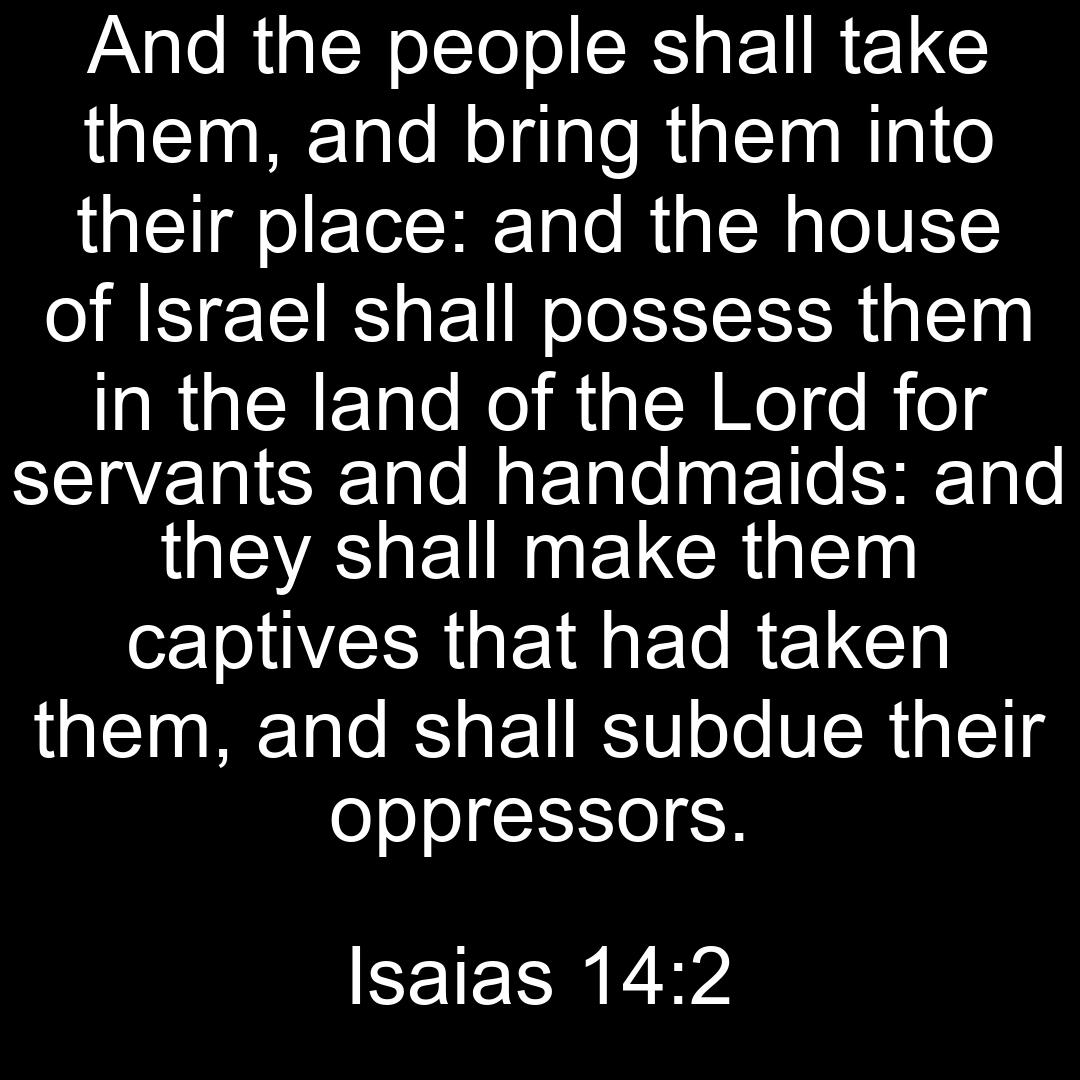 And the people shall take
them, and bring them into
their place: and the house
of Israel shall possess them
in the land of the Lord for
servants and handmaids: and
they shall make them
captives that had taken
them, and shall subdue their
oppressors.
Isaias 14:2